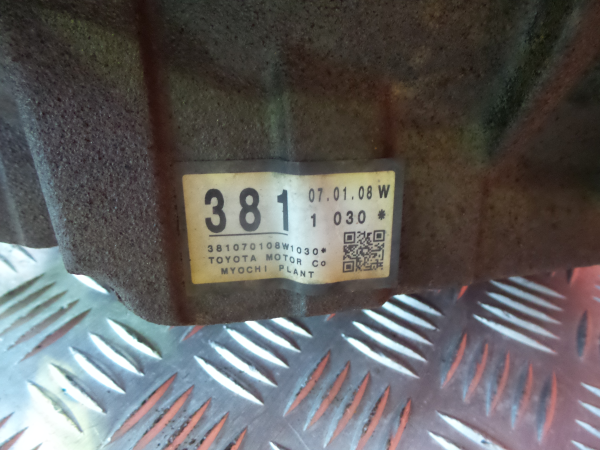 381 07.01.08 W
1 030 *
381070108W1030*
TOYOTA MOTOR Co
MYOCHI PLANT